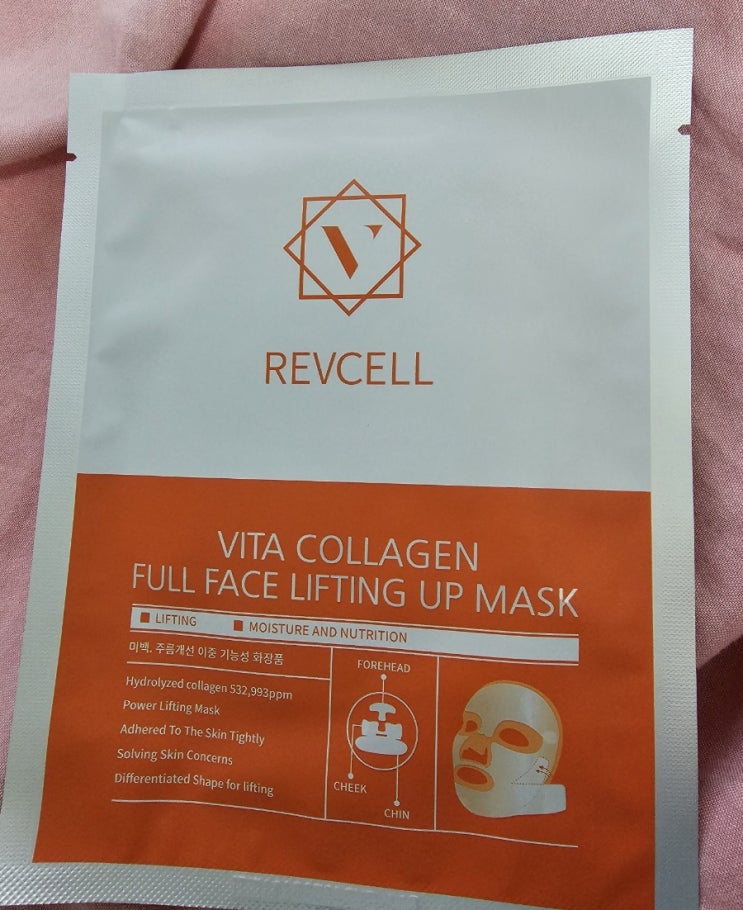 V
REVCELL
VITA COLLAGEN
FULL FACE LIFTING UP MASK
LIFTING
MOISTURE AND NUTRITION
미백, 주름개선 이중 기능성 화장품
Hydrolyzed collagen 532,993ppm
Power Lifting Mask
Adhered To The Skin Tightly
Solving Skin Concerns
Differentiated Shape for lifting
FOREHEAD
CHEEK
CHIN